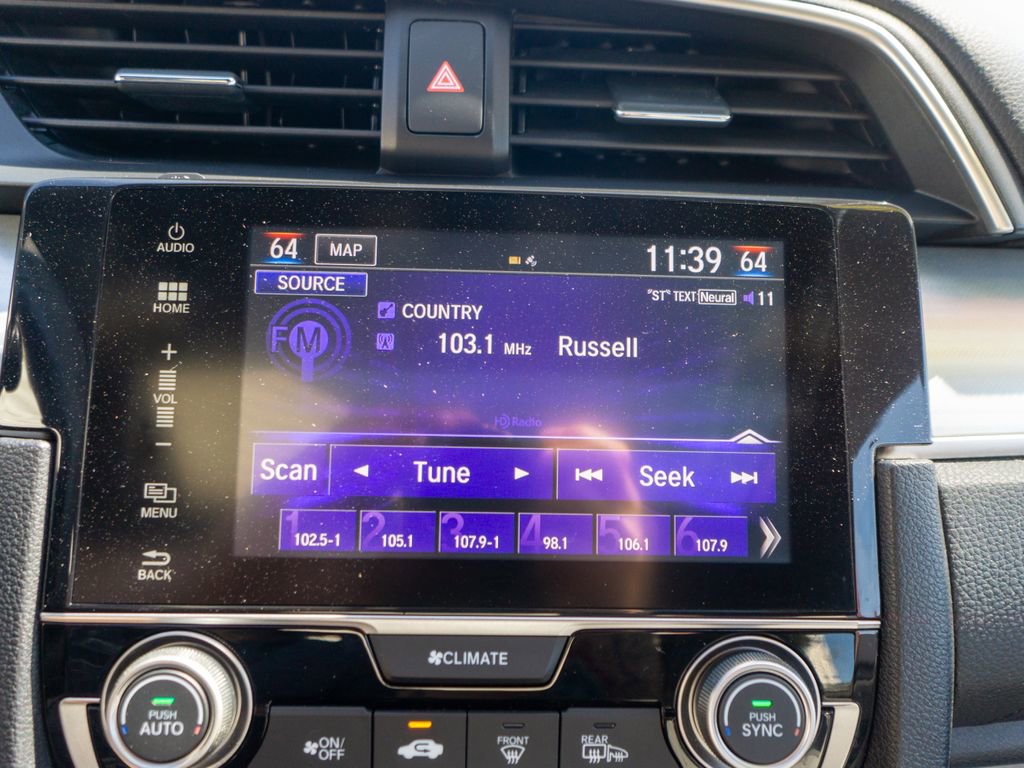 AUDIO
HOME
+
VOL
−
MENU
BACK
64 MAP 11:39 64
SOURCE
"ST" TEXT Neural 11
FM
COUNTRY
103.1 MHz Russell
HD Radio
Scan Tune Seek
1 102.5-1
2 105.1
3 107.9-1
4 98.1
5 106.1
6 107.9
CLIMATE
PUSH
AUTO
ON/
OFF
FRONT
REAR
PUSH
SYNC